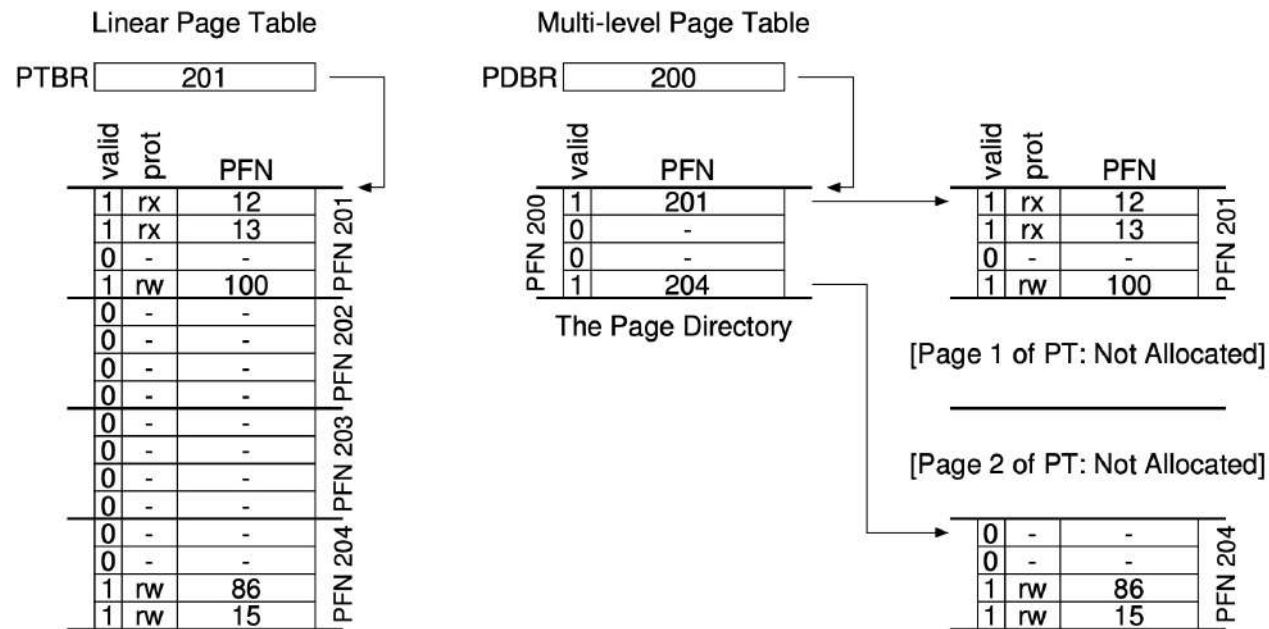 Linear Page Table
PTBR 201
valid prot PFN
1 rx 12
1 rx 13
0 - -
1 rw 100
PFN 201
0 - -
0 - -
0 - -
0 - -
PFN 202
0 - -
0 - -
0 - -
0 - -
PFN 203
0 - -
0 - -
1 rw 86
1 rw 15
PFN 204
Multi-level Page Table
PDBR 200
valid PFN
PFN 200
1 201
0 -
0 -
1 204
The Page Directory
valid prot PFN
1 rx 12
1 rx 13
0 - -
1 rw 100
PFN 201
[Page 1 of PT: Not Allocated]
[Page 2 of PT: Not Allocated]
0 - -
0 - -
1 rw 86
1 rw 15
PFN 204